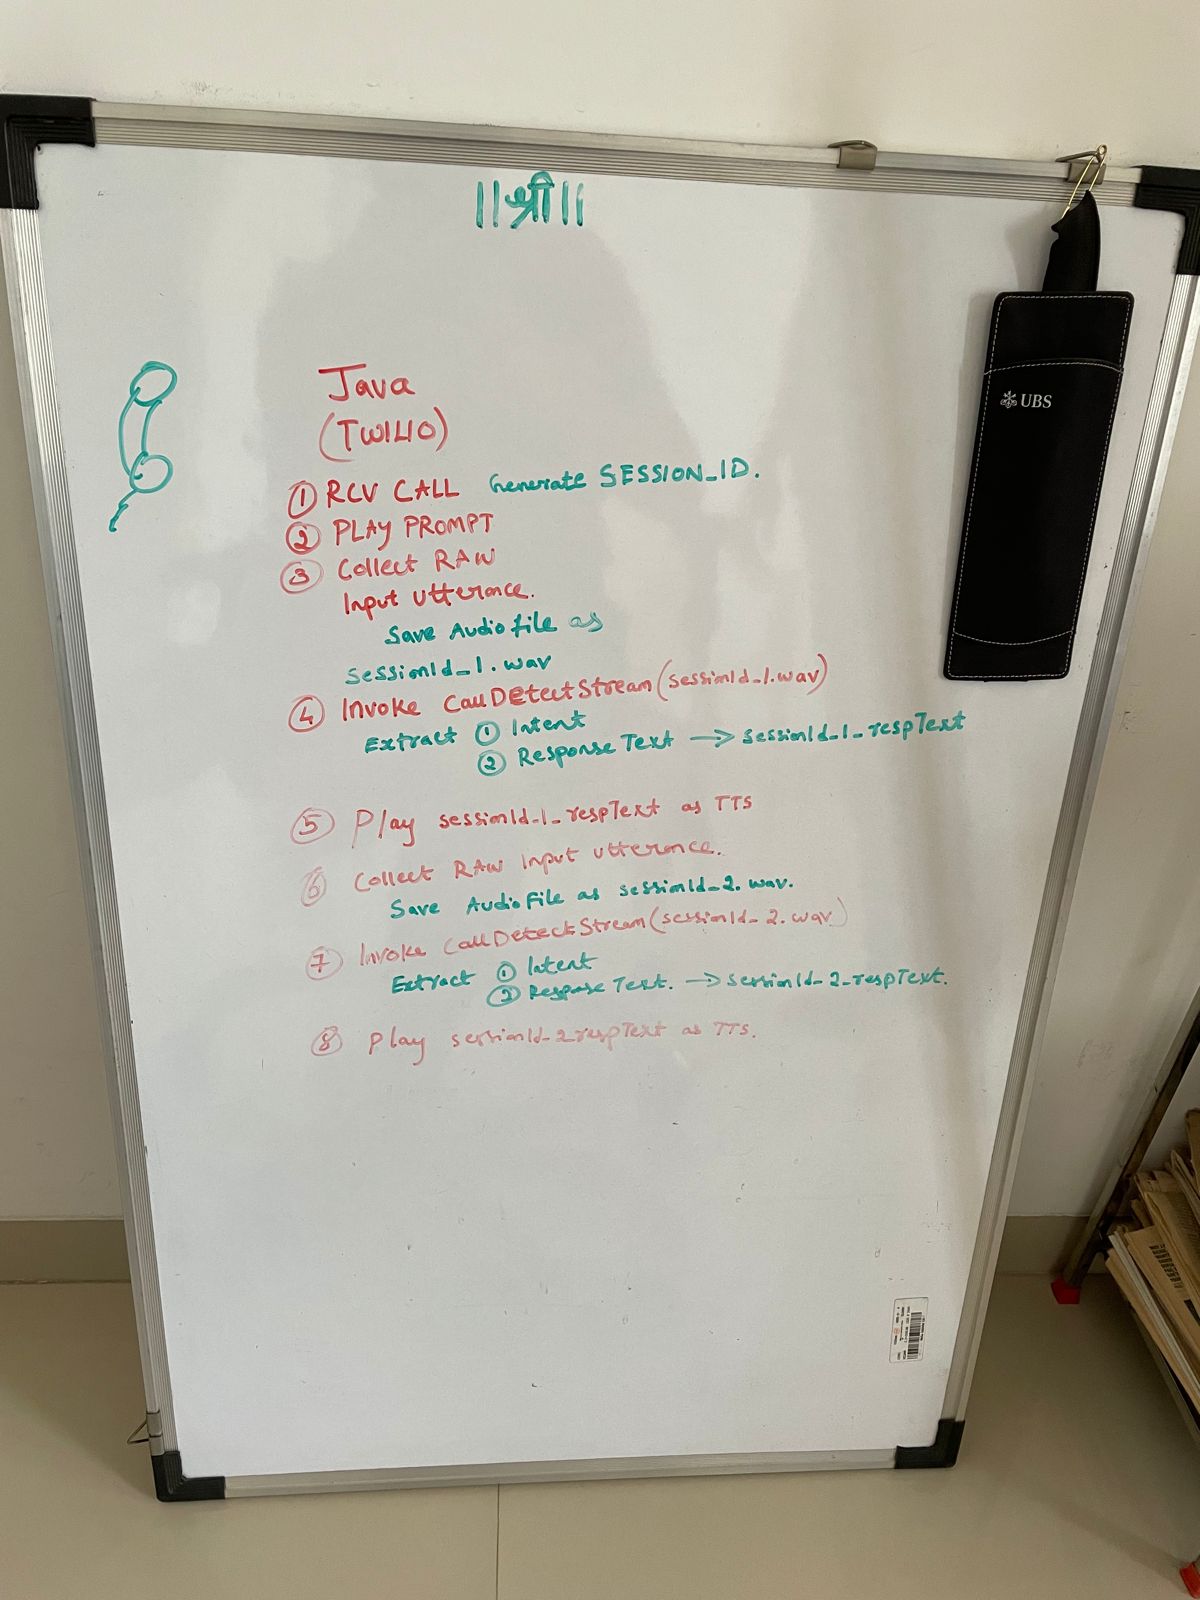 ||श्री||
Java
(TWILIO)
① RCV CALL Generate SESSION_ID.
② PLAY PROMPT
③ Collect RAW
Input utterance.
Save Audio file as
sessionId_1.wav
④ Invoke CallDetectStream(sessionId_1.wav)
Extract ① Intent
② Response Text → sessionId_1_respText
⑤ Play sessionId_1_respText as TTS
⑥ Collect RAW Input utterance.
Save Audio File as sessionId_2.wav.
⑦ Invoke CallDetectStream(sessionId_2.wav)
Extract ① Intent
② Response Text. → sessionId_2_respText.
⑧ Play sessionId_2respText as TTS.
UBS